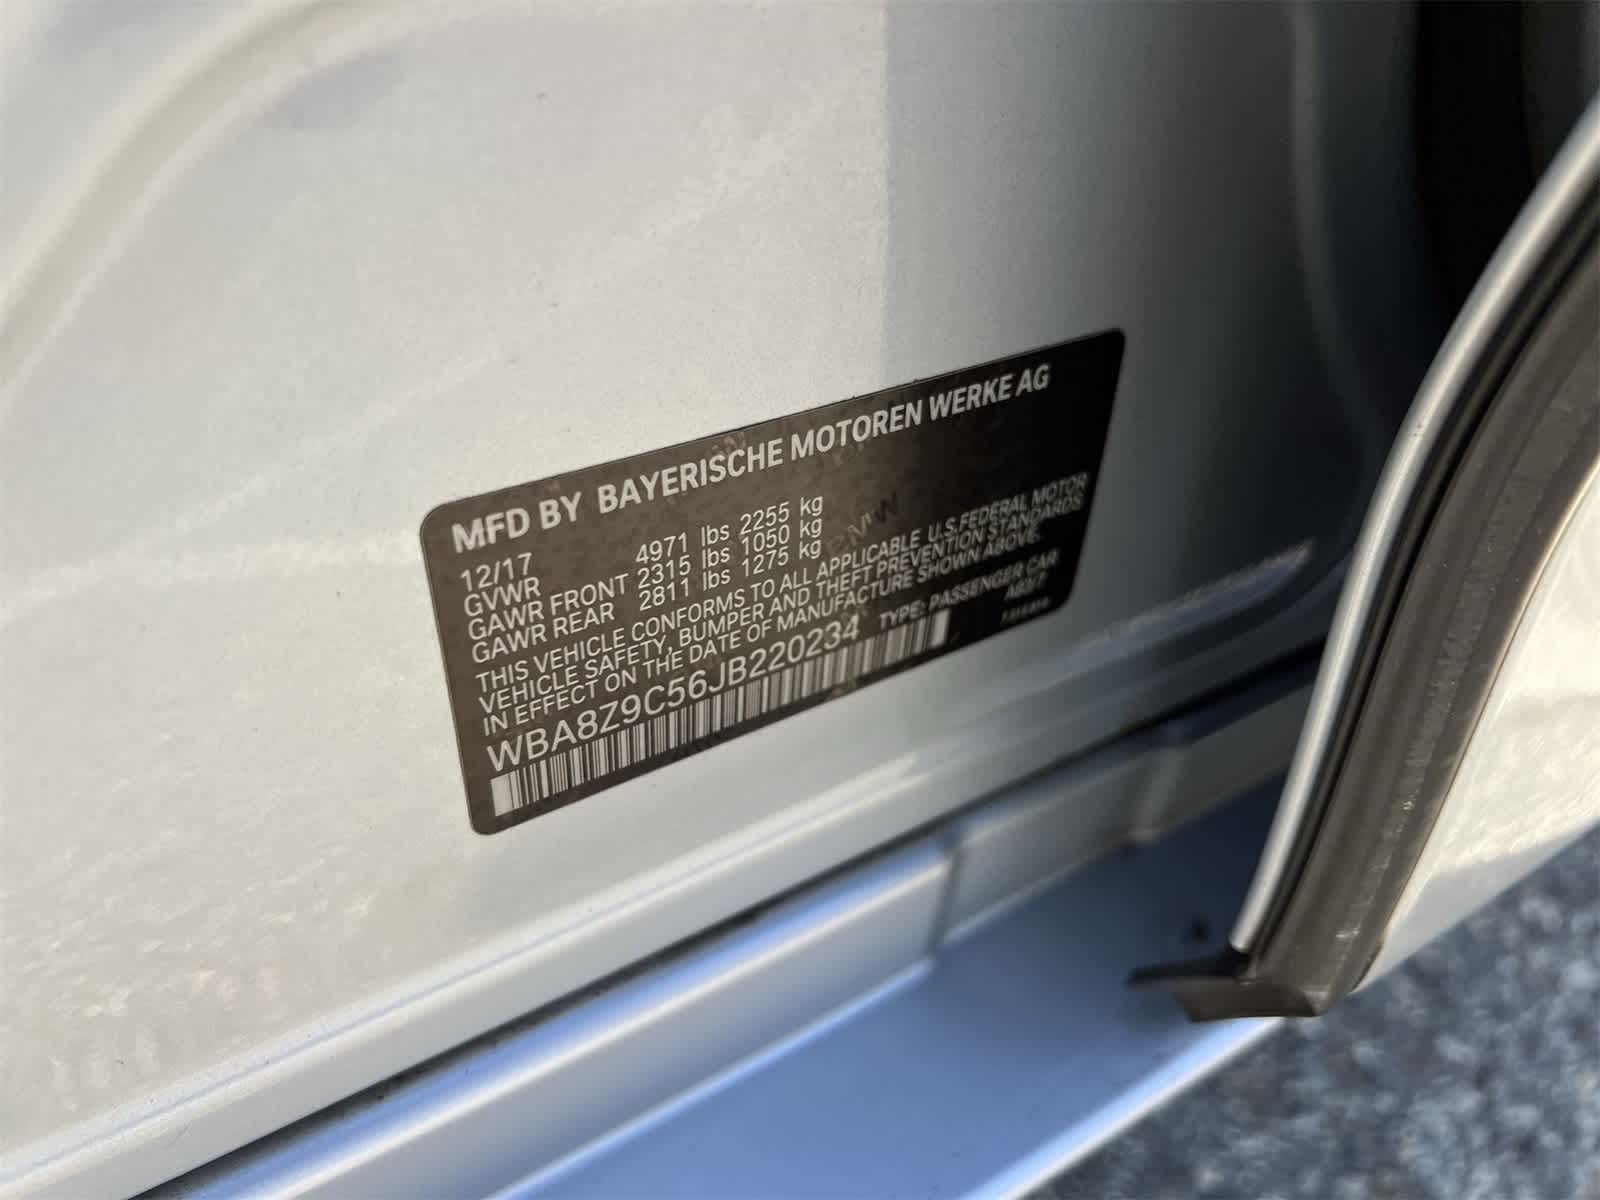 MFD BY BAYERISCHE MOTOREN WERKE AG
12/17
GVWR 4971 lbs 2255 kg
GAWR FRONT 2315 lbs 1050 kg
GAWR REAR 2811 lbs 1275 kg
THIS VEHICLE CONFORMS TO ALL APPLICABLE U.S. FEDERAL MOTOR
VEHICLE SAFETY, BUMPER AND THEFT PREVENTION STANDARDS
IN EFFECT ON THE DATE OF MANUFACTURE SHOWN ABOVE.
WBA8Z9C56JB220234 TYPE: PASSENGER CAR